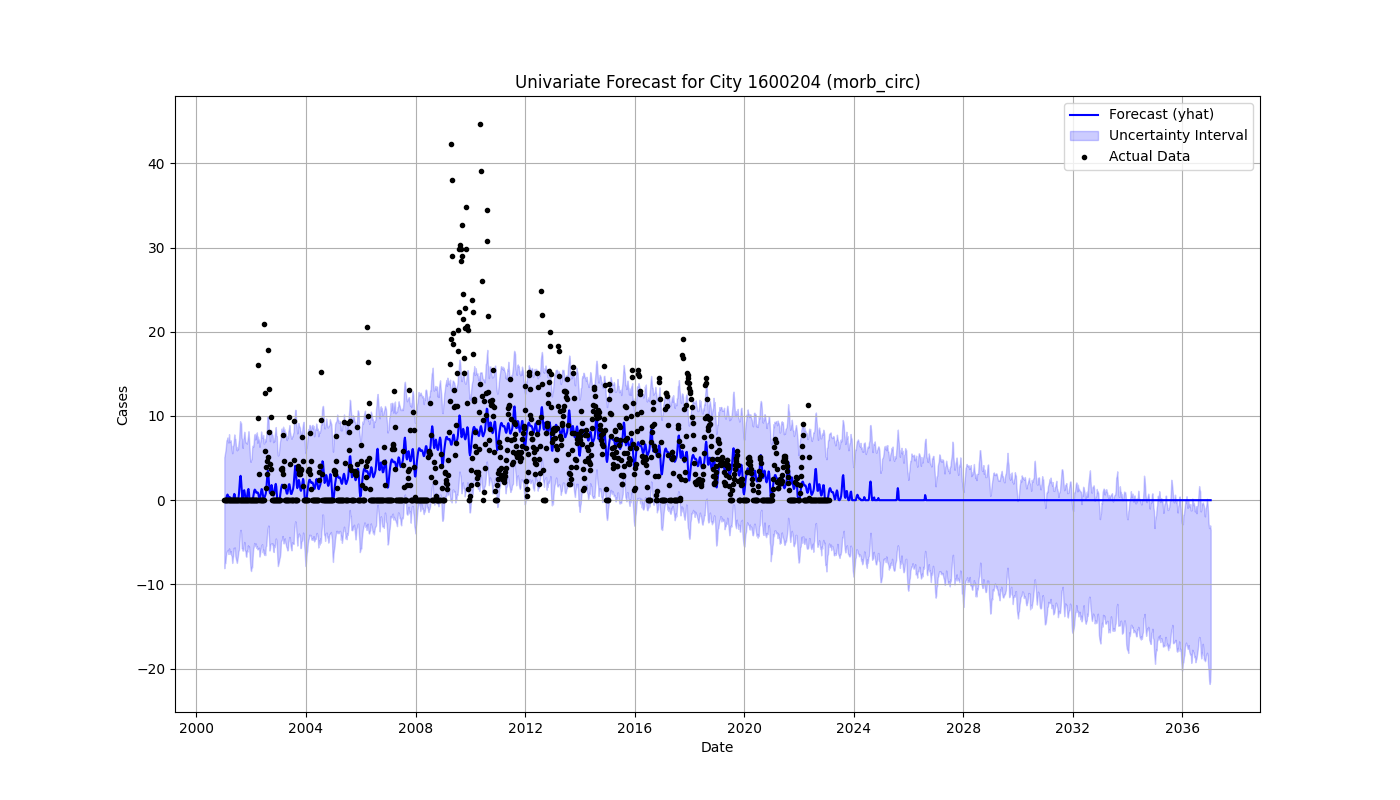 Univariate Forecast for City 1600204 (morb_circ)
Forecast (yhat)
Uncertainty Interval
Actual Data
40
30
20
10
0
−10
−20
Cases
2000 2004 2008 2012 2016 2020 2024 2028 2032 2036
Date